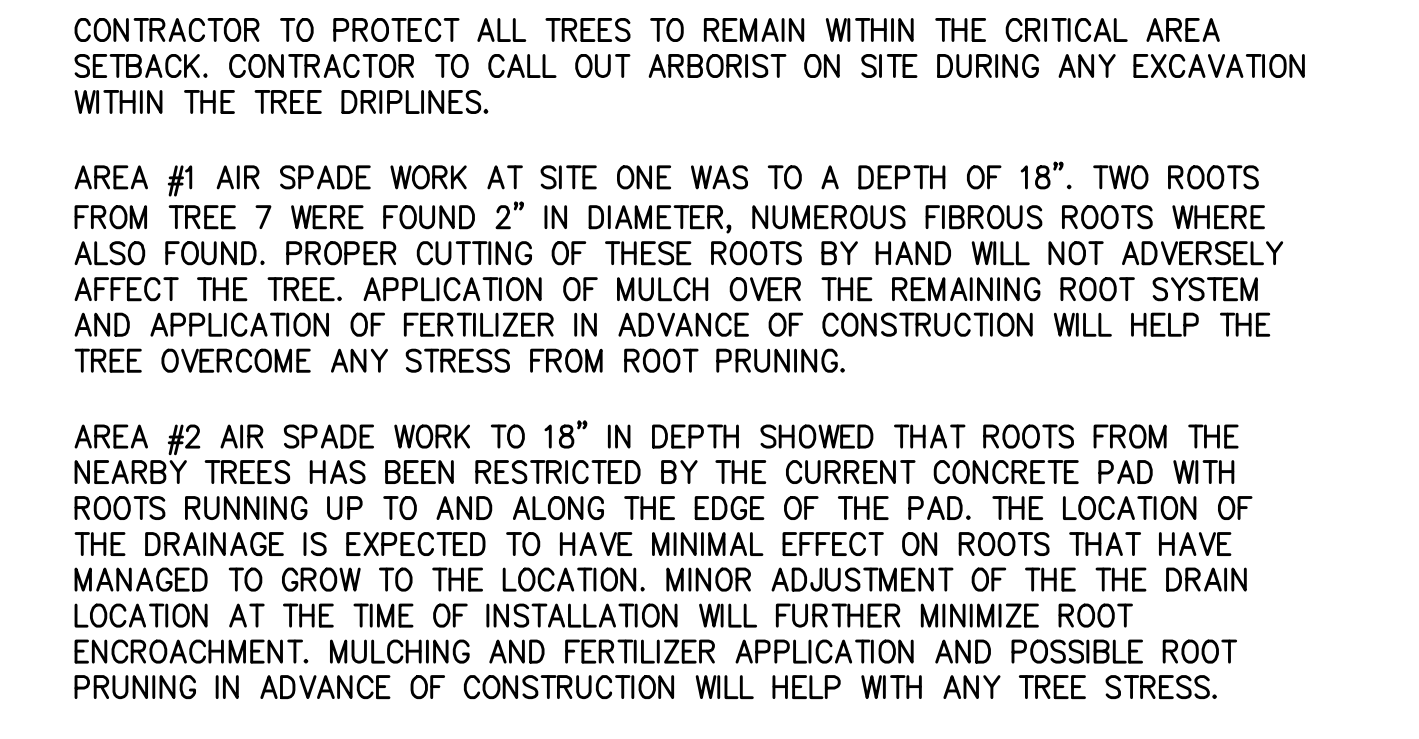 CONTRACTOR TO PROTECT ALL TREES TO REMAIN WITHIN THE CRITICAL AREA
SETBACK. CONTRACTOR TO CALL OUT ARBORIST ON SITE DURING ANY EXCAVATION
WITHIN THE TREE DRIPLINES.
AREA #1 AIR SPADE WORK AT SITE ONE WAS TO A DEPTH OF 18”. TWO ROOTS
FROM TREE 7 WERE FOUND 2” IN DIAMETER, NUMEROUS FIBROUS ROOTS WHERE
ALSO FOUND. PROPER CUTTING OF THESE ROOTS BY HAND WILL NOT ADVERSELY
AFFECT THE TREE. APPLICATION OF MULCH OVER THE REMAINING ROOT SYSTEM
AND APPLICATION OF FERTILIZER IN ADVANCE OF CONSTRUCTION WILL HELP THE
TREE OVERCOME ANY STRESS FROM ROOT PRUNING.
AREA #2 AIR SPADE WORK TO 18” IN DEPTH SHOWED THAT ROOTS FROM THE
NEARBY TREES HAS BEEN RESTRICTED BY THE CURRENT CONCRETE PAD WITH
ROOTS RUNNING UP TO AND ALONG THE EDGE OF THE PAD. THE LOCATION OF
THE DRAINAGE IS EXPECTED TO HAVE MINIMAL EFFECT ON ROOTS THAT HAVE
MANAGED TO GROW TO THE LOCATION. MINOR ADJUSTMENT OF THE THE DRAIN
LOCATION AT THE TIME OF INSTALLATION WILL FURTHER MINIMIZE ROOT
ENCROACHMENT. MULCHING AND FERTILIZER APPLICATION AND POSSIBLE ROOT
PRUNING IN ADVANCE OF CONSTRUCTION WILL HELP WITH ANY TREE STRESS.